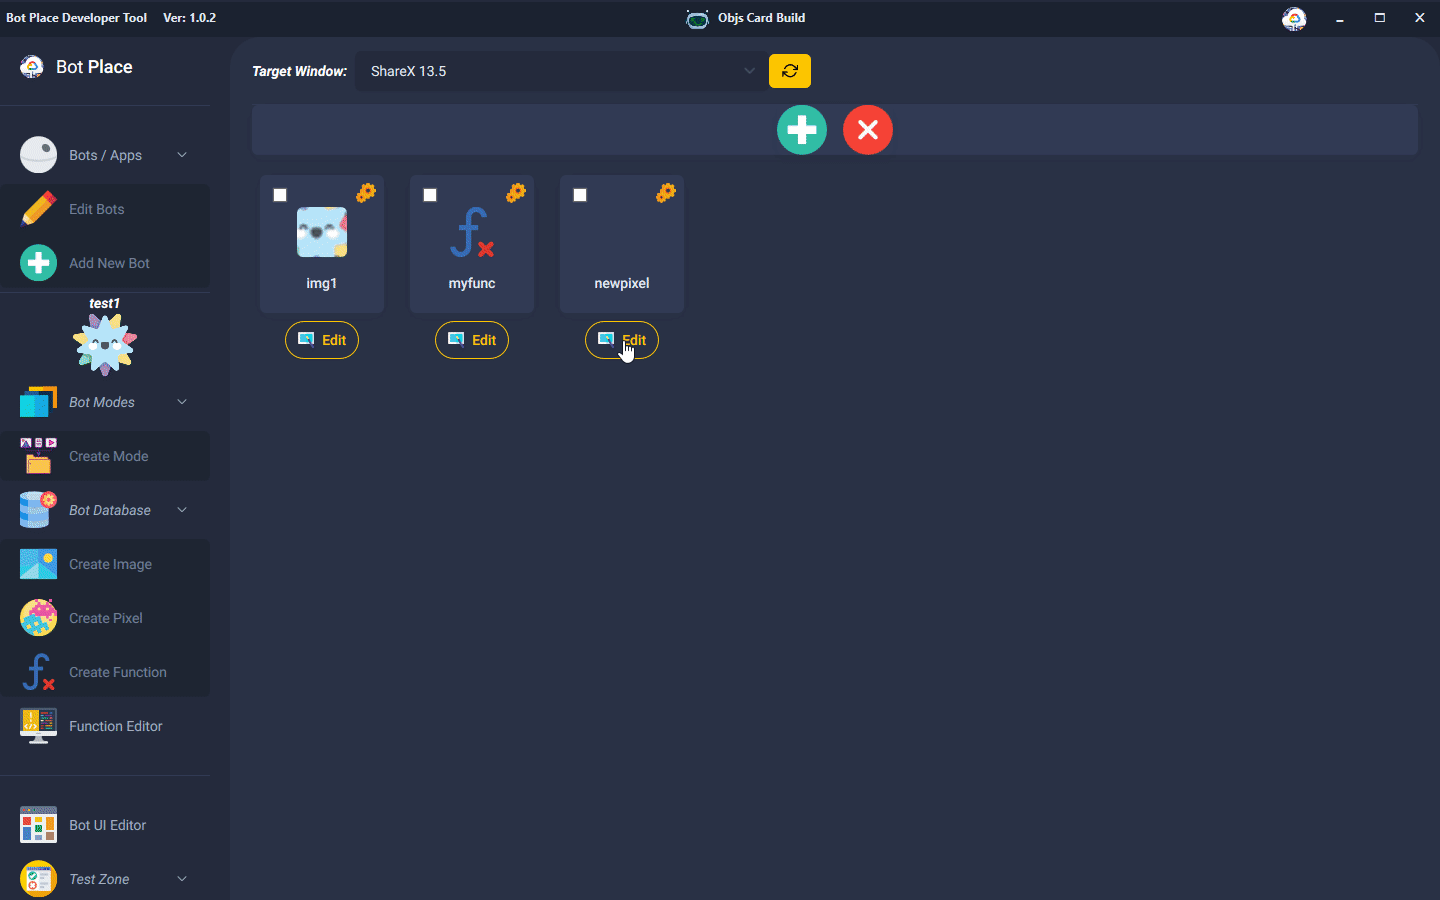 Bot Place Developer Tool Ver: 1.0.2
Objs Card Build
Bot Place
Target Window: ShareX 13.5
Bots / Apps
Edit Bots
Add New Bot
test1
Bot Modes
Create Mode
Bot Database
Create Image
Create Pixel
Create Function
Function Editor
Bot UI Editor
Test Zone
img1
myfunc
newpixel
Edit
Edit
Edit